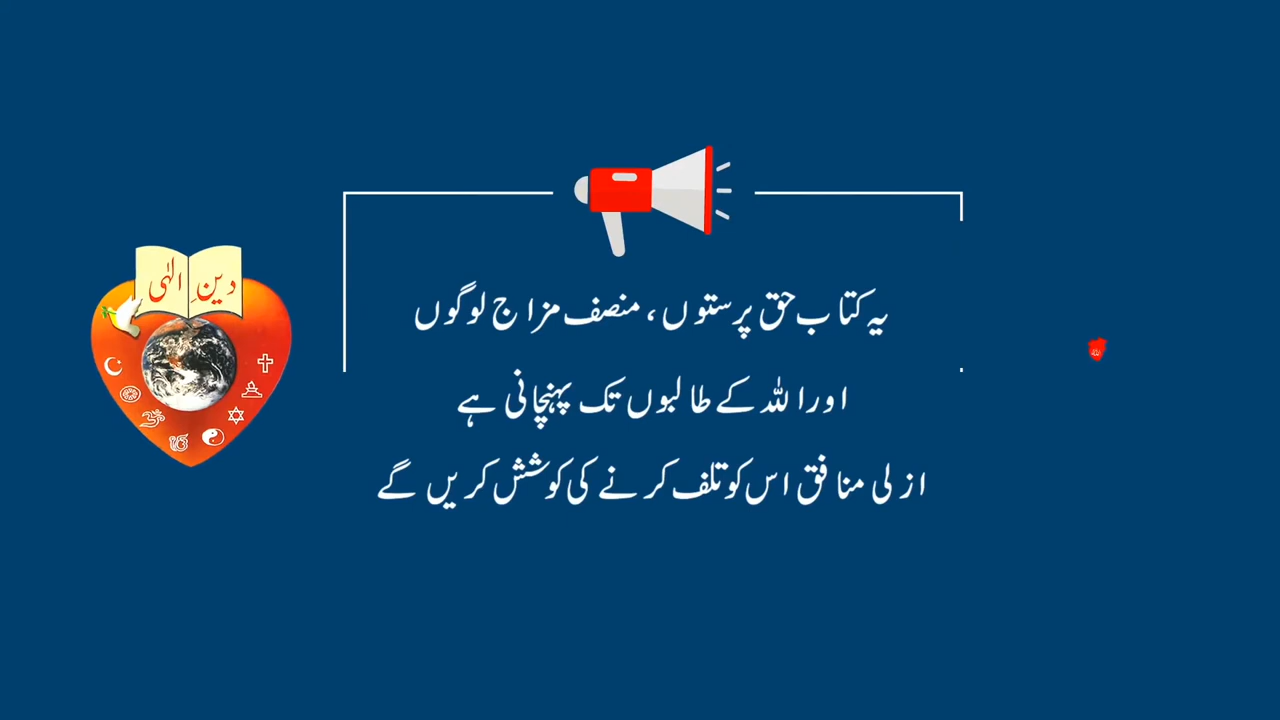 دینِ الٰہی
یہ کتاب حق پرستوں، منصف مزاج لوگوں
اور اللہ کے طالبوں تک پہنچانی ہے
ازلی منافق اس کو تلف کرنے کی کوشش کریں گے
اللہ